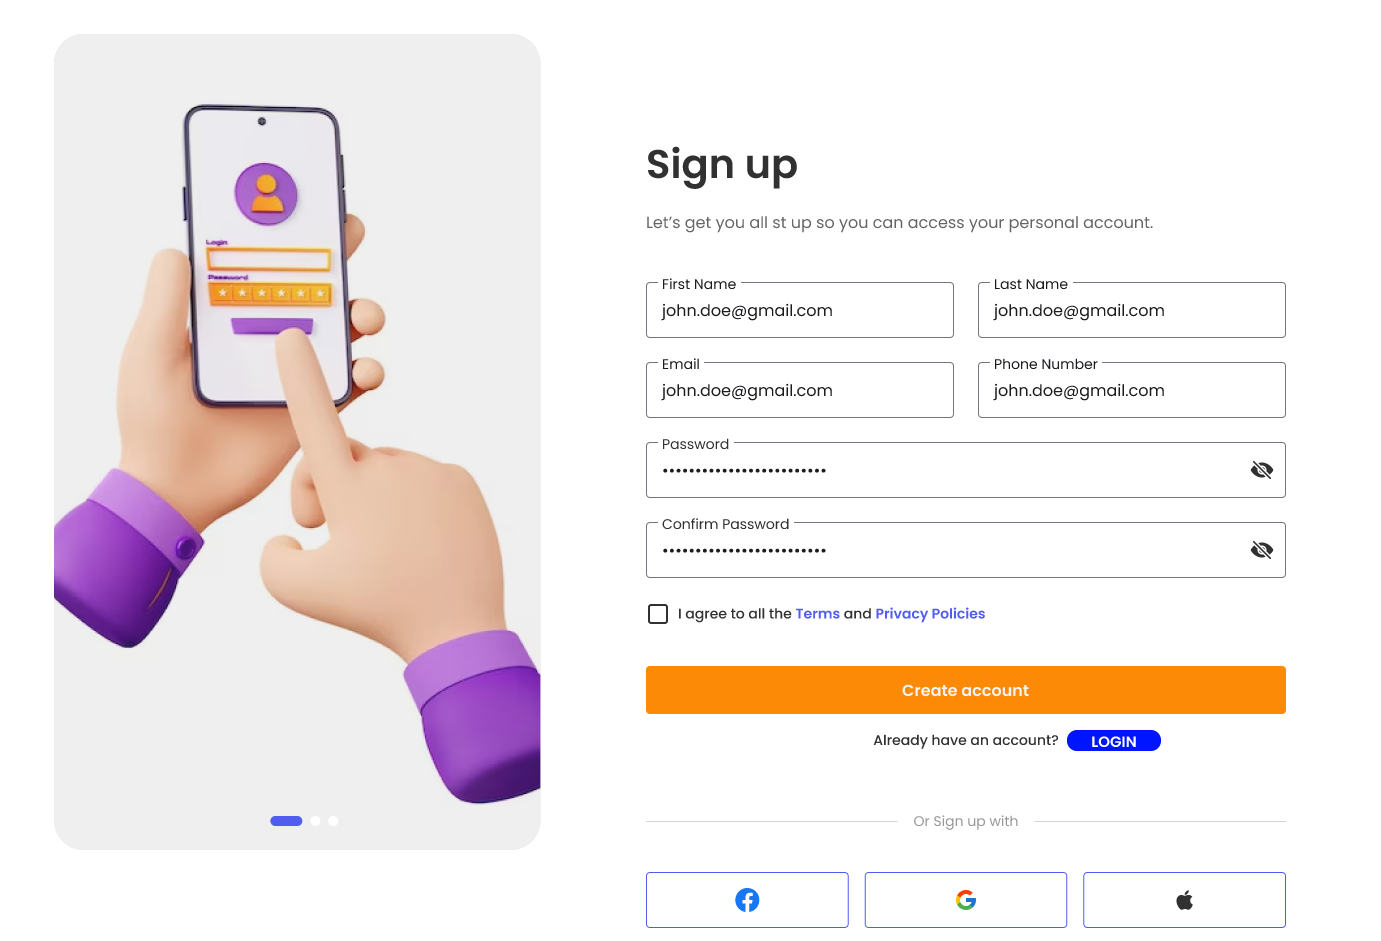 Login
Password
Sign up
Let’s get you all st up so you can access your personal account.
First Name
john.doe@gmail.com
Last Name
john.doe@gmail.com
Email
john.doe@gmail.com
Phone Number
john.doe@gmail.com
Password
•••••••••••••••••••••••••
Confirm Password
•••••••••••••••••••••••••
I agree to all the Terms and Privacy Policies
Create account
Already have an account? LOGIN
Or Sign up with